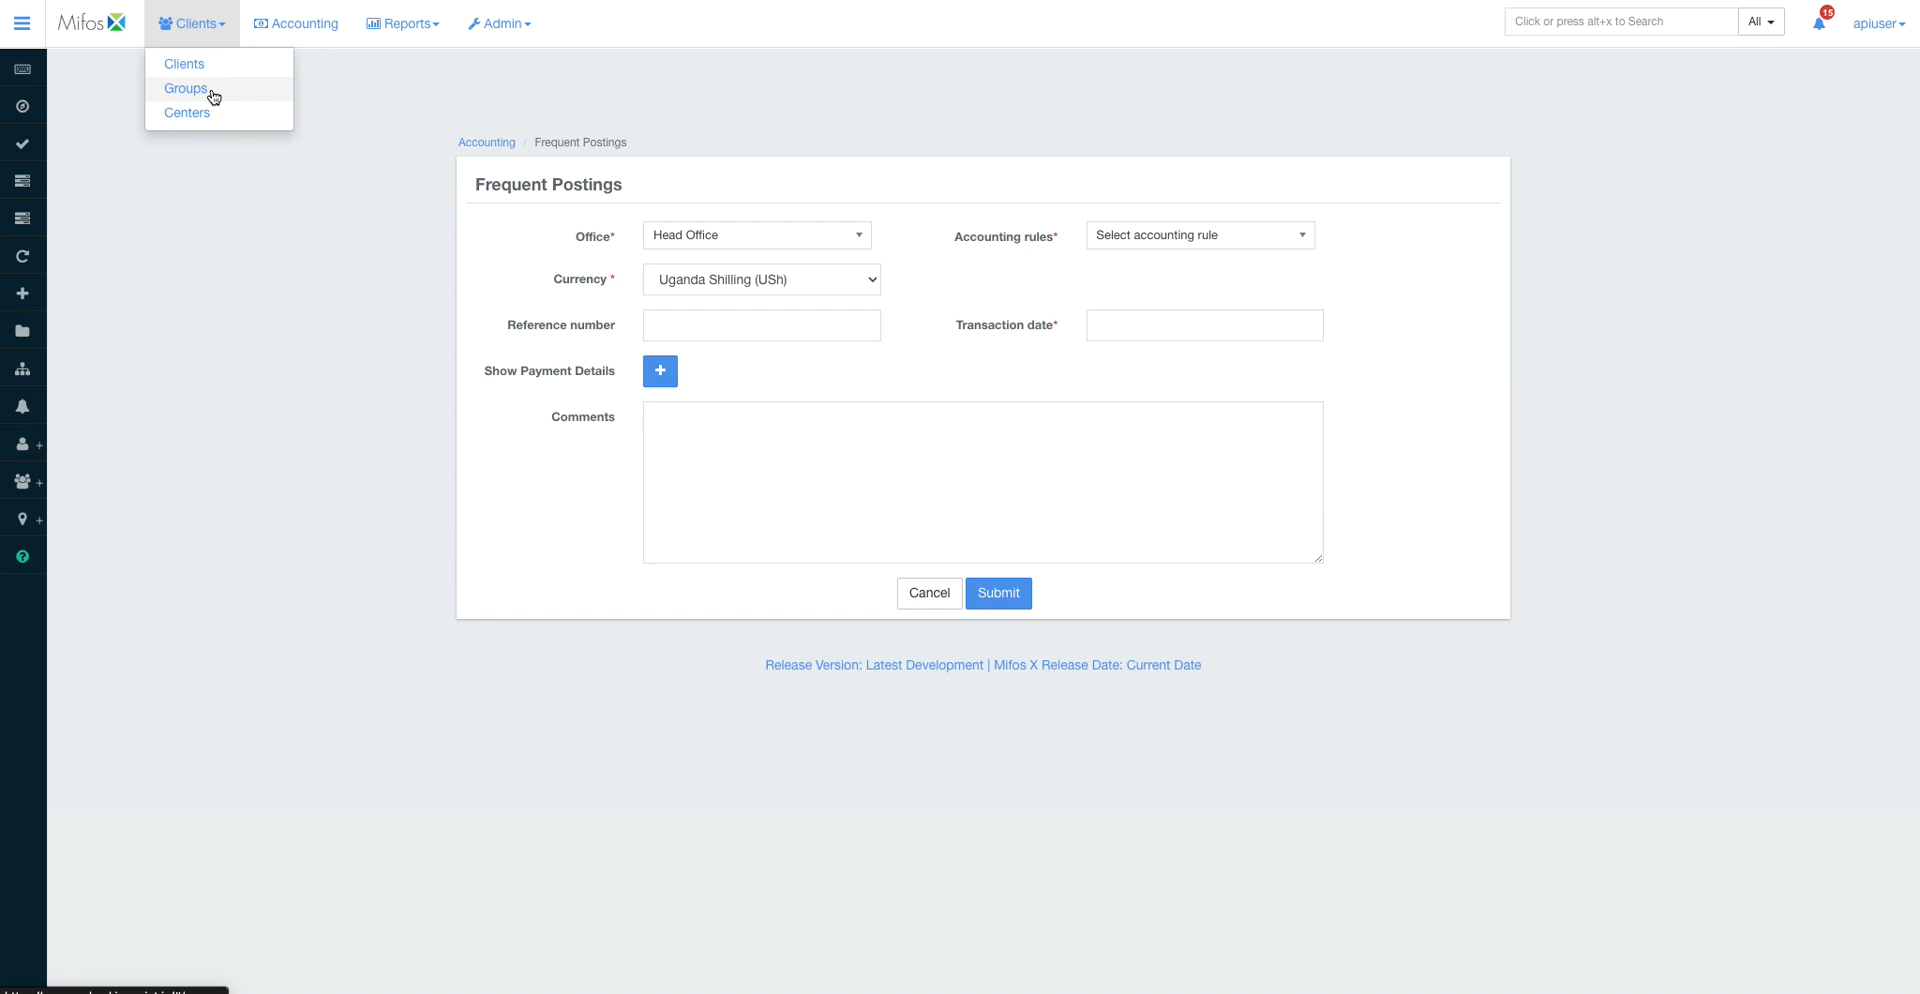 Mifos Clients Accounting Reports Admin Click or press alt+x to Search All 15 apiuser
Clients
Groups
Centers
Accounting / Frequent Postings
Frequent Postings
Office* Head Office Accounting rules* Select accounting rule
Currency * Uganda Shilling (USh)
Reference number Transaction date*
Show Payment Details +
Comments
Cancel Submit
Release Version: Latest Development | Mifos X Release Date: Current Date